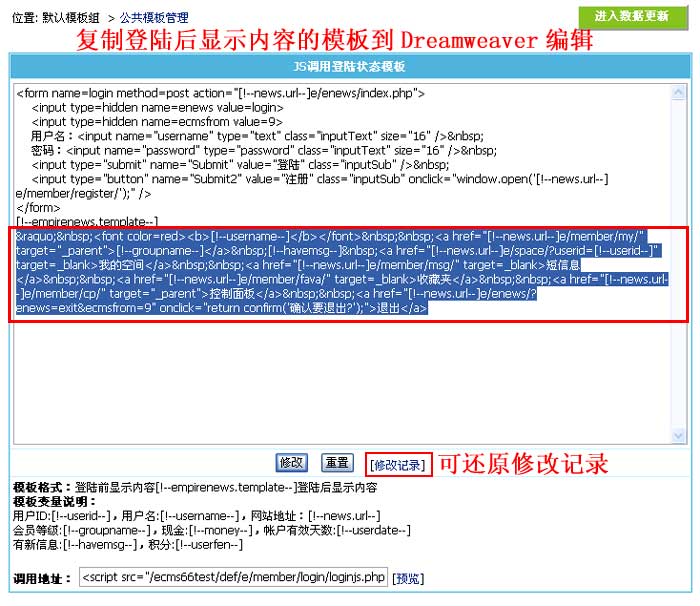 位置: 默认模板组 > 公共模板管理
进入数据更新
复制登陆后显示内容的模板到 Dreamweaver 编辑
JS调用登陆状态模板
<form name=login method=post action="[!--news.url--]e/enews/index.php">
<input type=hidden name=enews value=login>
<input type=hidden name=ecmsfrom value=9>
用户名：<input name="username" type="text" class="inputText" size="16" />&nbsp;
密码：<input name="password" type="password" class="inputText" size="16" />&nbsp;
<input type="submit" name="Submit" value="登陆" class="inputSub" />&nbsp;
<input type="button" name="Submit2" value="注册" class="inputSub" onclick="window.open('[!--news.url--]
e/member/register/');" />
</form>
[!--empirenews.template--]
&raquo;&nbsp;<font color=red><b>[!--username--]</b></font>&nbsp;&nbsp;<a href="[!--news.url--]e/member/my/"
target="_parent">[!--groupname--]</a>&nbsp;[!--havemsg--]&nbsp;<a href="[!--news.url--]e/space/?userid=[!--userid--]"
target=_blank>我的空间</a>&nbsp;&nbsp;<a href="[!--news.url--]e/member/msg/" target=_blank>短信息
</a>&nbsp;&nbsp;<a href="[!--news.url--]e/member/fava/" target=_blank>收藏夹</a>&nbsp;&nbsp;<a href="[!--news.url-
-]e/member/cp/" target="_parent">控制面板</a>&nbsp;&nbsp;<a href="[!--news.url--]e/enews/?
enews=exit&ecmsfrom=9" onclick="return confirm('确认要退出?');">退出</a>
修改 重置 [修改记录] 可还原修改记录
模板格式：登陆前显示内容[!--empirenews.template--]登陆后显示内容
模板变量说明：
用户ID:[!--userid--]，用户名:[!--username--]，网站地址：[!--news.url--]
会员等级:[!--groupname--]，现金:[!--money--]，帐户有效天数:[!--userdate--]
有新信息:[!--havemsg--]，积分:[!--userfen--]
调用地址： <script src="/ecms66test/def/e/member/login/loginjs.php [预览]